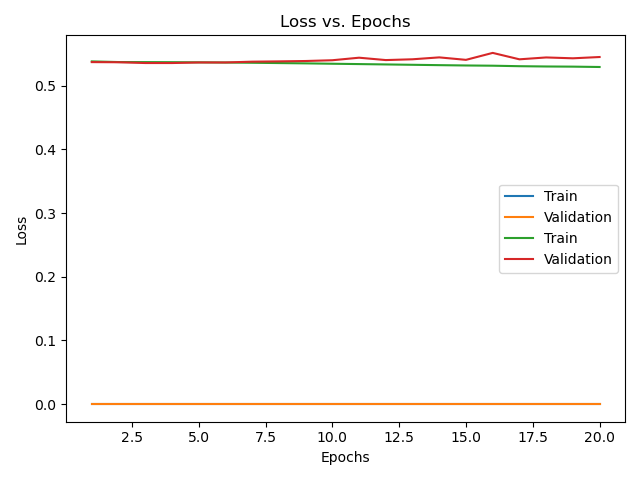 Loss vs. Epochs
Loss
0.5
0.4
0.3
0.2
0.1
0.0
Train
Validation
Train
Validation
2.5 5.0 7.5 10.0 12.5 15.0 17.5 20.0
Epochs